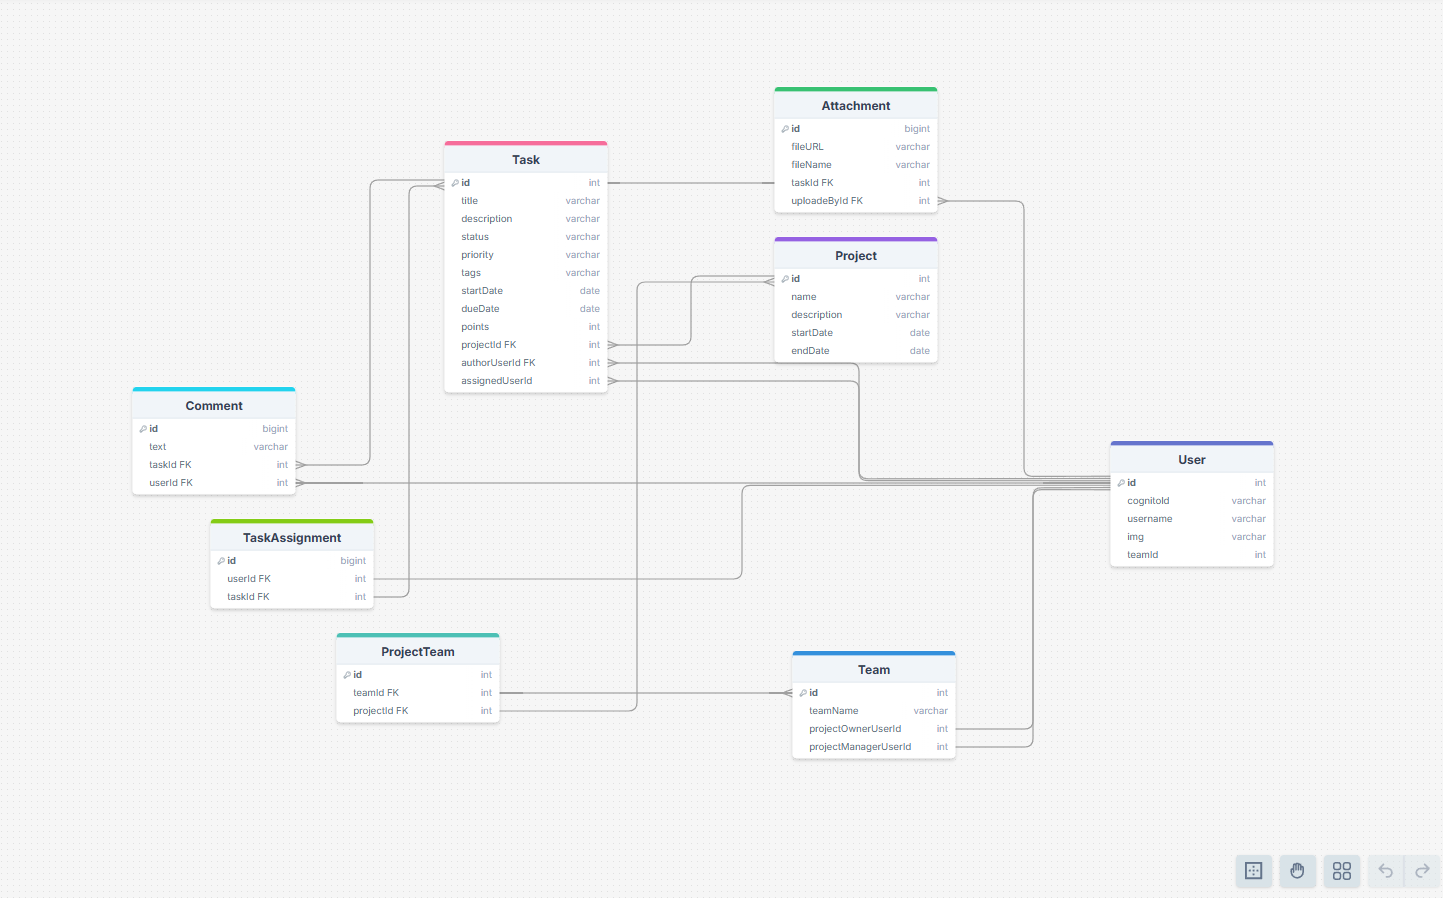 Attachment
id bigint
fileURL varchar
fileName varchar
taskId FK int
uploadeById FK int
Task
id int
title varchar
description varchar
status varchar
priority varchar
tags varchar
startDate date
dueDate date
points int
projectId FK int
authorUserId FK int
assignedUserId int
Project
id int
name varchar
description varchar
startDate date
endDate date
Comment
id bigint
text varchar
taskId FK int
userId FK int
User
id int
cognitoId varchar
username varchar
img varchar
teamId int
TaskAssignment
id bigint
userId FK int
taskId FK int
ProjectTeam
id int
teamId FK int
projectId FK int
Team
id int
teamName varchar
projectOwnerUserId int
projectManagerUserId int